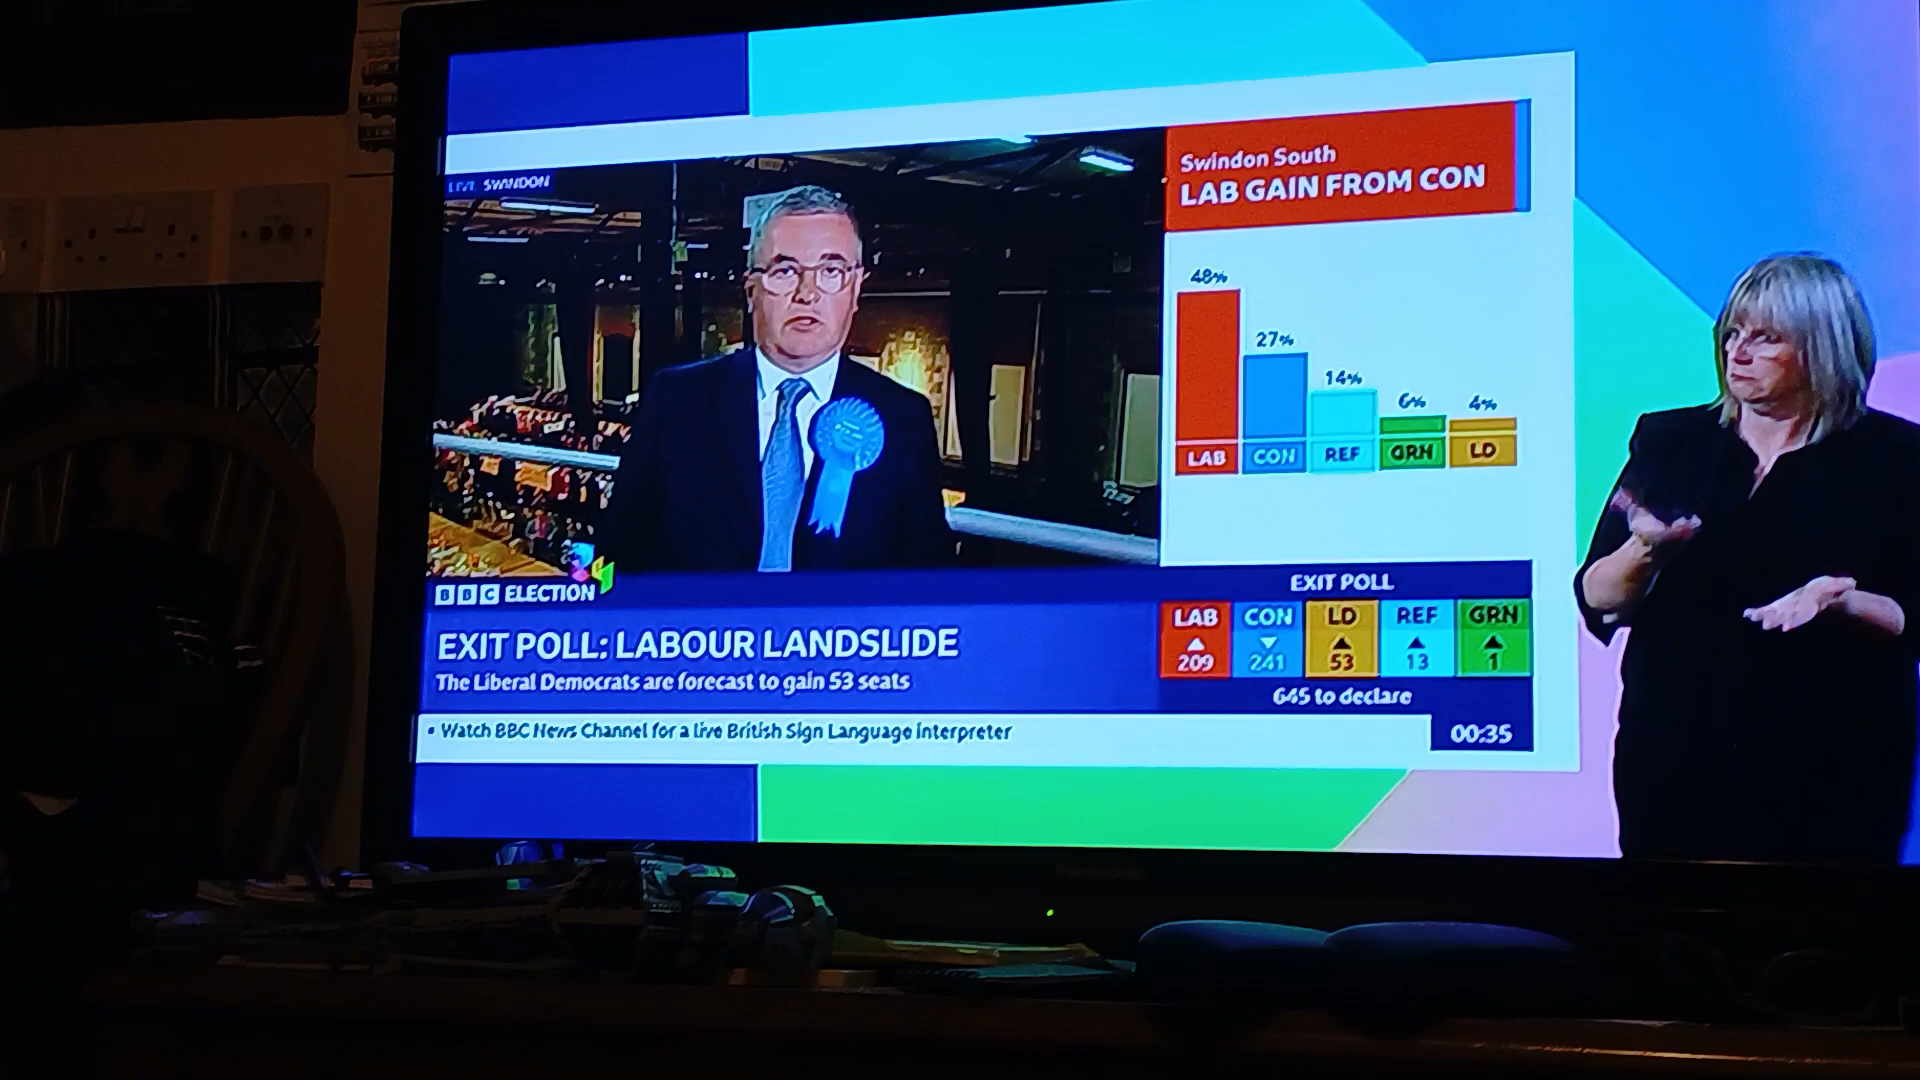 LIVE SWINDON
Swindon South
LAB GAIN FROM CON
48%
27%
14%
6%
4%
LAB
CON
REF
GRN
LD
BBC ELECTION
EXIT POLL: LABOUR LANDSLIDE
The Liberal Democrats are forecast to gain 53 seats
EXIT POLL
LAB CON LD REF GRN
209 241 53 13 1
645 to declare
• Watch BBC News Channel for a live British Sign Language interpreter
00:35
Panasonic